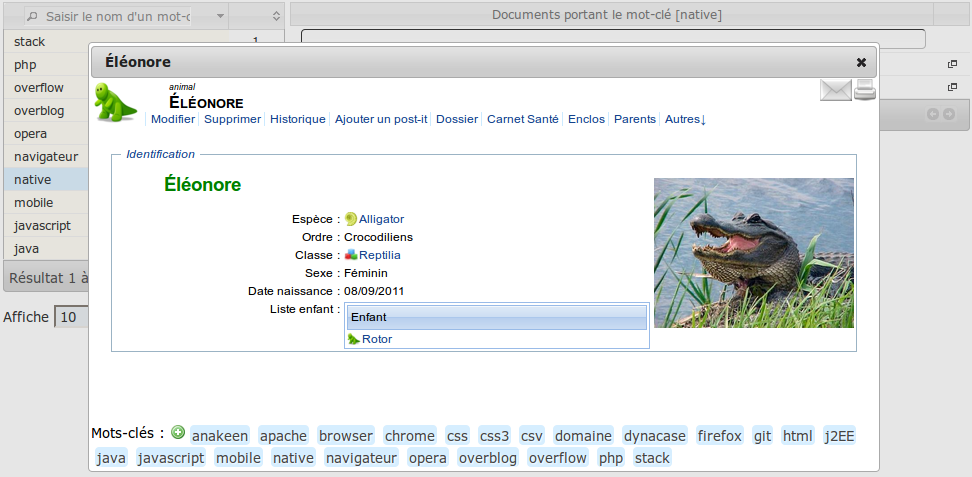 Saisir le nom d'un mot-c
Documents portant le mot-clé [native]
stack 1
php
overflow
overblog
opera
navigateur
native
mobile
javascript
java
Résultat 1 à
Affiche 10
Éléonore
animal
ÉLÉONORE
Modifier Supprimer Historique Ajouter un post-it Dossier Carnet Santé Enclos Parents Autres↓
Identification
Éléonore
Espèce : Alligator
Ordre : Crocodiliens
Classe : Reptilia
Sexe : Féminin
Date naissance : 08/09/2011
Liste enfant :
Enfant
Rotor
Mots-clés : anakeen apache browser chrome css css3 csv domaine dynacase firefox git html j2EE
java javascript mobile native navigateur opera overblog overflow php stack